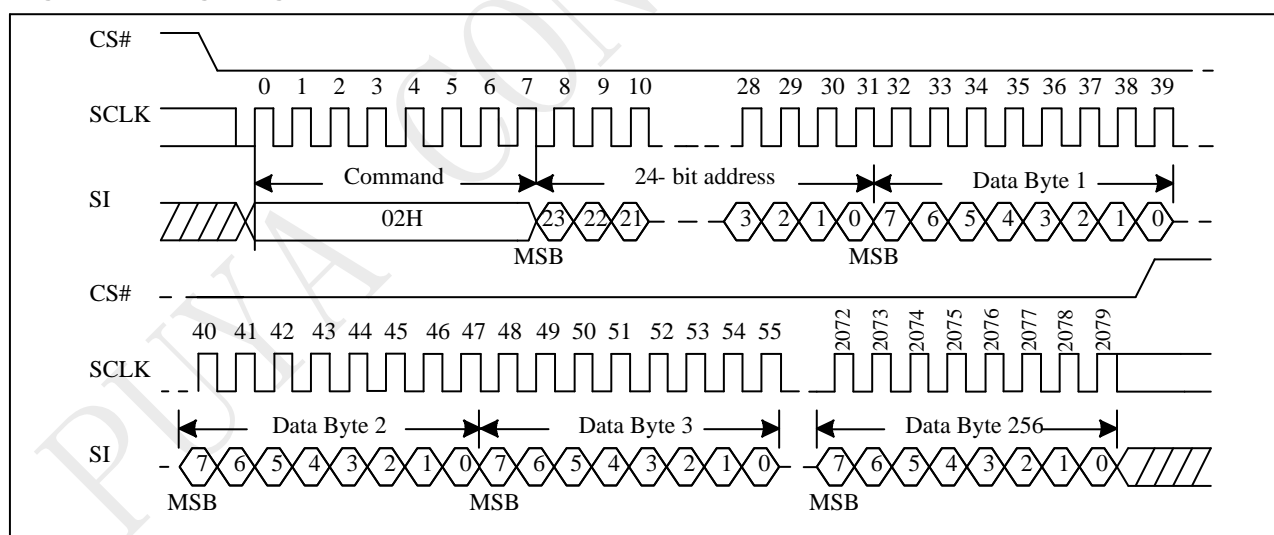 PUYA CON
CS#
0 1 2 3 4 5 6 7 8 9 10 28 29 30 31 32 33 34 35 36 37 38 39
SCLK
Command 24- bit address Data Byte 1
SI
02H 23 22 21 3 2 1 0 7 6 5 4 3 2 1 0
MSB MSB
CS#
40 41 42 43 44 45 46 47 48 49 50 51 52 53 54 55 2072 2073 2074 2075 2076 2077 2078 2079
SCLK
Data Byte 2 Data Byte 3 Data Byte 256
SI
7 6 5 4 3 2 1 0 7 6 5 4 3 2 1 0 7 6 5 4 3 2 1 0
MSB MSB MSB